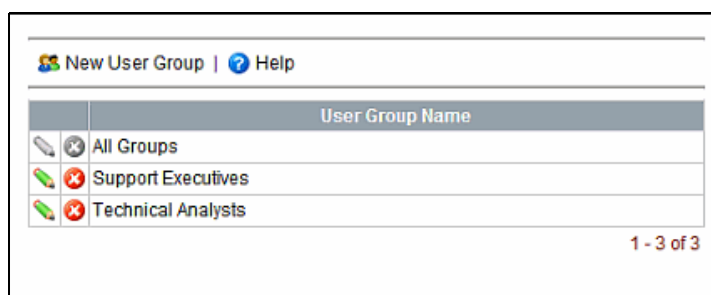 New User Group | Help
User Group Name
All Groups
Support Executives
Technical Analysts
1 - 3 of 3